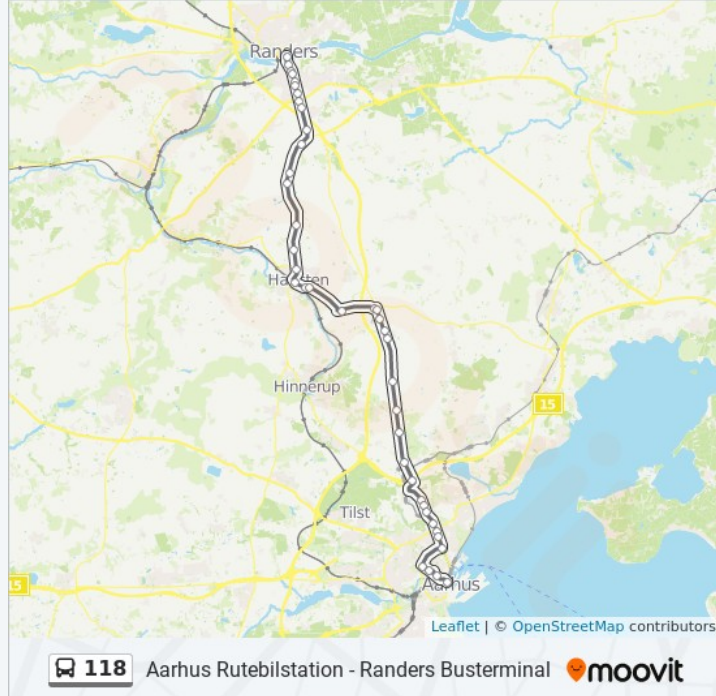 Randers
Hadsten
Hinnerup
15
Tilst
15
Aarhus
Leaflet | © OpenStreetMap contributors
118 Aarhus Rutebilstation - Randers Busterminal moovit